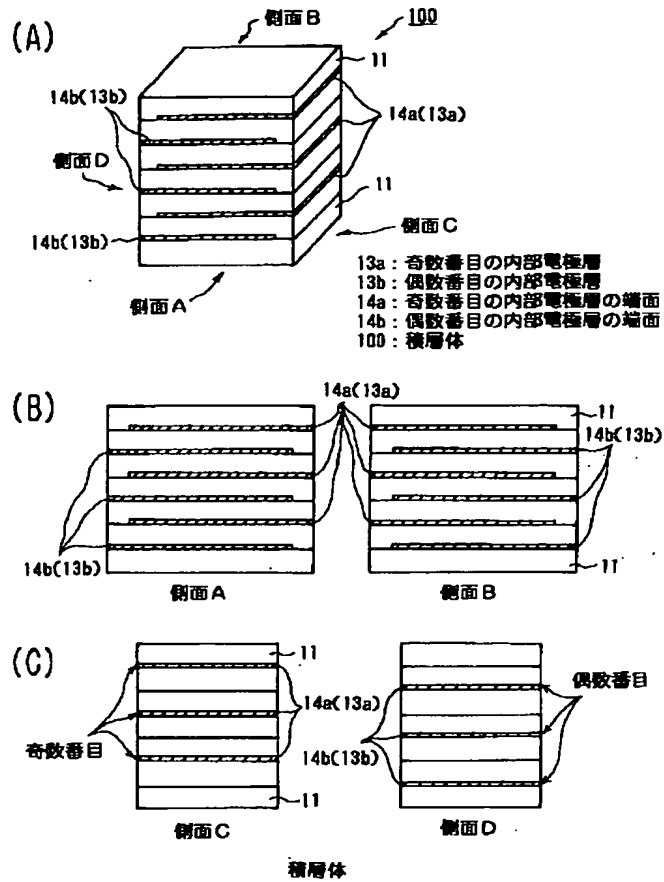 (A)
側面B
100
11
14b(13b)
14a(13a)
側面D
11
側面C
14b(13b)
側面A
13a:奇数番目の内部電極層
13b:偶数番目の内部電極層
14a:奇数番目の内部電極層の端面
14b:偶数番目の内部電極層の端面
100:積層体
(B)
14a(13a)
11
14b(13b)
14b(13b)
11
側面A
側面B
(C)
11
偶数番目
14a(13a)
奇数番目
14b(13b)
11
側面C
側面D
積層体